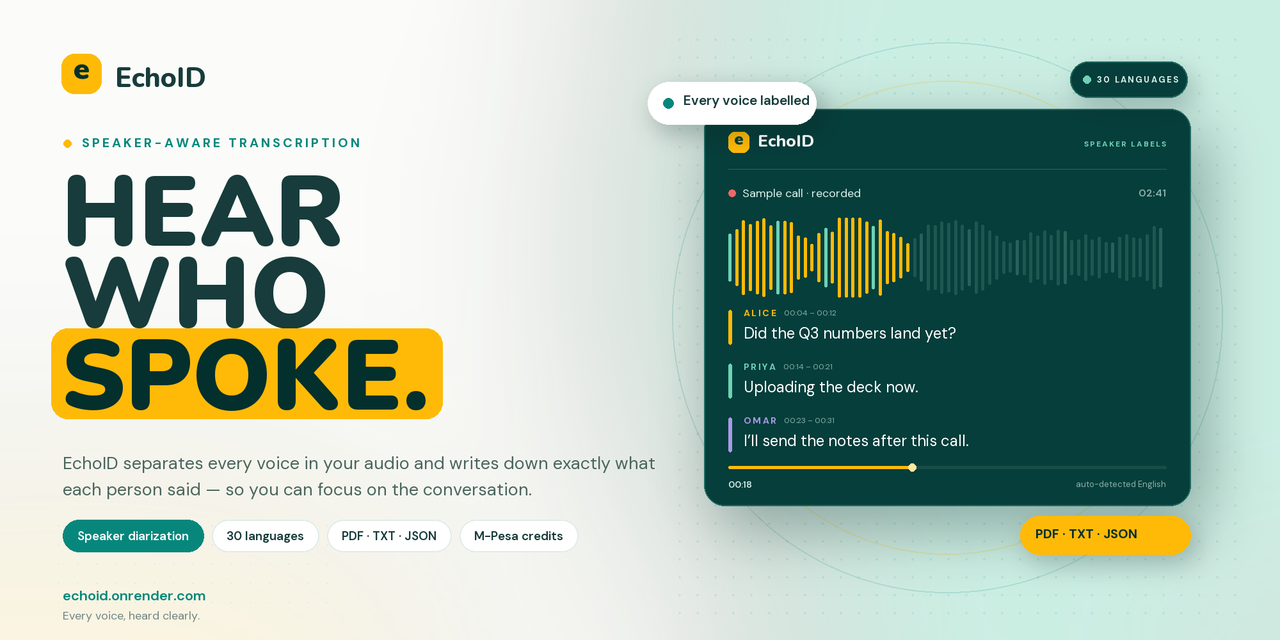 e EchoID
SPEAKER-AWARE TRANSCRIPTION
HEAR
WHO
SPOKE.
EchoID separates every voice in your audio and writes down exactly what
each person said — so you can focus on the conversation.
Speaker diarization
30 languages
PDF · TXT · JSON
M-Pesa credits
echoid.onrender.com
Every voice, heard clearly.
30 LANGUAGES
Every voice labelled
e EchoID
SPEAKER LABELS
Sample call · recorded
02:41
ALICE 00:04 – 00:12
Did the Q3 numbers land yet?
PRIYA 00:14 – 00:21
Uploading the deck now.
OMAR 00:23 – 00:31
I'll send the notes after this call.
00:18
auto-detected English
PDF · TXT · JSON